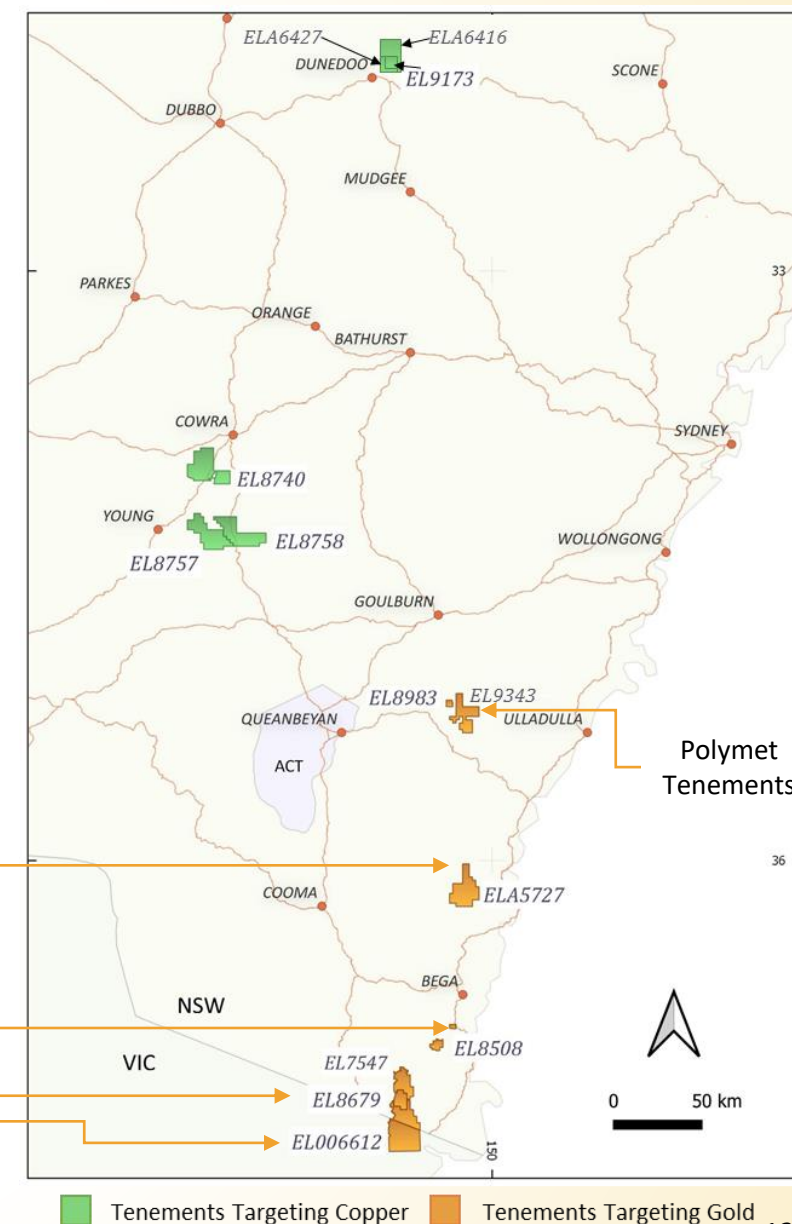 ELA6427
ELA6416
DUNEDOO
EL9173
SCONE
DUBBO
MUDGEE
33
PARKES
ORANGE
BATHURST
COWRA
SYDNEY
EL8740
YOUNG
EL8758
WOLLONGONG
EL8757
GOULBURN
EL8983
EL9343
QUEANBEYAN
ULLADULLA
Polymet
Tenements
ACT
36
COOMA
ELA5727
BEGA
NSW
EL8508
VIC
EL7547
EL8679
0
50 km
EL006612
150
Tenements Targeting Copper
Tenements Targeting Gold